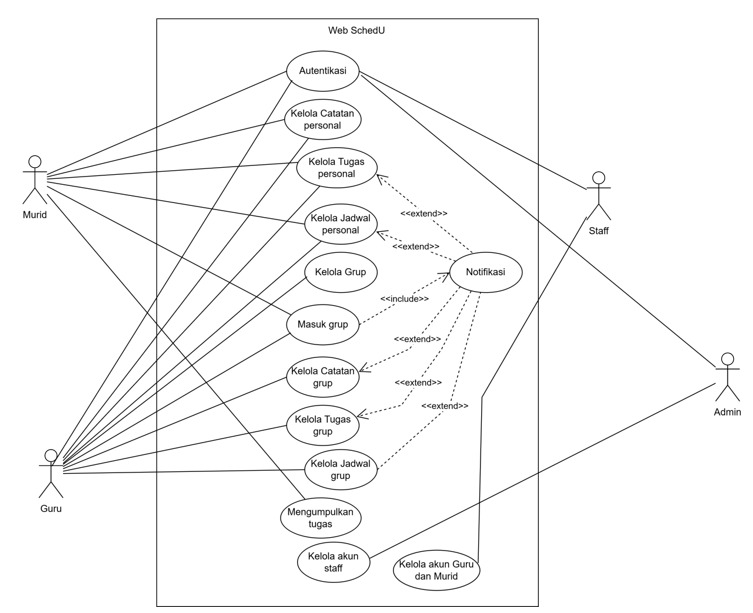 Web SchedU
Autentikasi
Kelola Catatan
personal
Kelola Tugas
personal
Murid
<<extend>>
Kelola Jadwal
personal
Staff
<<extend>>
Kelola Grup
Notifikasi
<<include>>
Masuk grup
<<extend>>
Kelola Catatan
grup
<<extend>>
<<extend>>
Admin
Kelola Tugas
grup
Kelola Jadwal
grup
Guru
Mengumpulkan
tugas
Kelola akun
staff
Kelola akun Guru
dan Murid